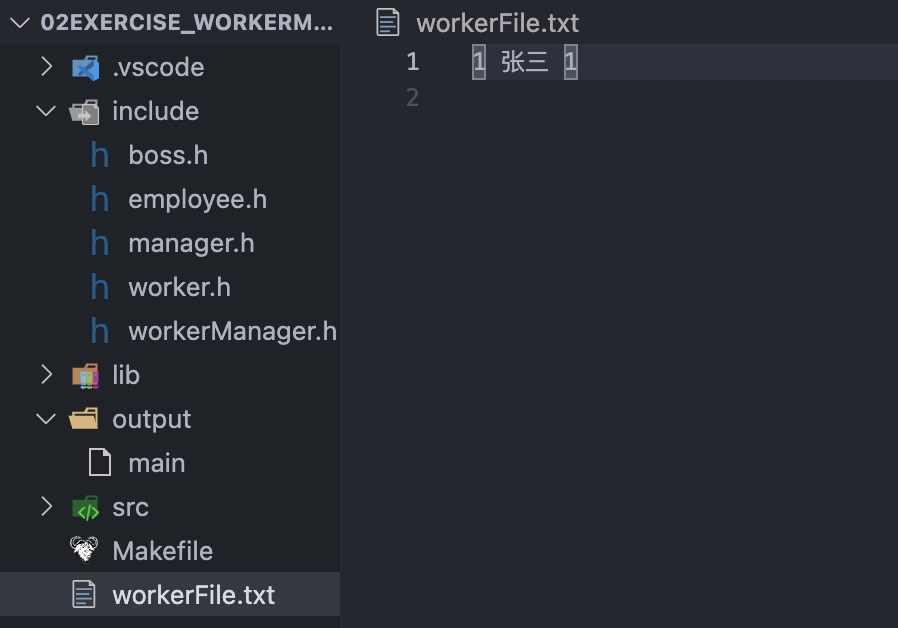 02EXERCISE_WORKERM...
.vscode
include
boss.h
employee.h
manager.h
worker.h
workerManager.h
lib
output
main
src
Makefile
workerFile.txt
workerFile.txt
1 1 张三 1
2